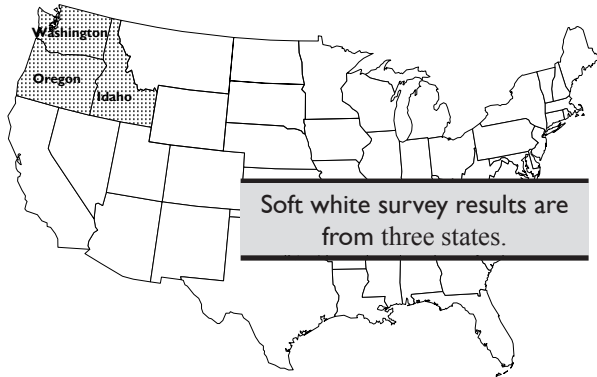 Washington
Oregon
Idaho
Soft white survey results are
from three states.